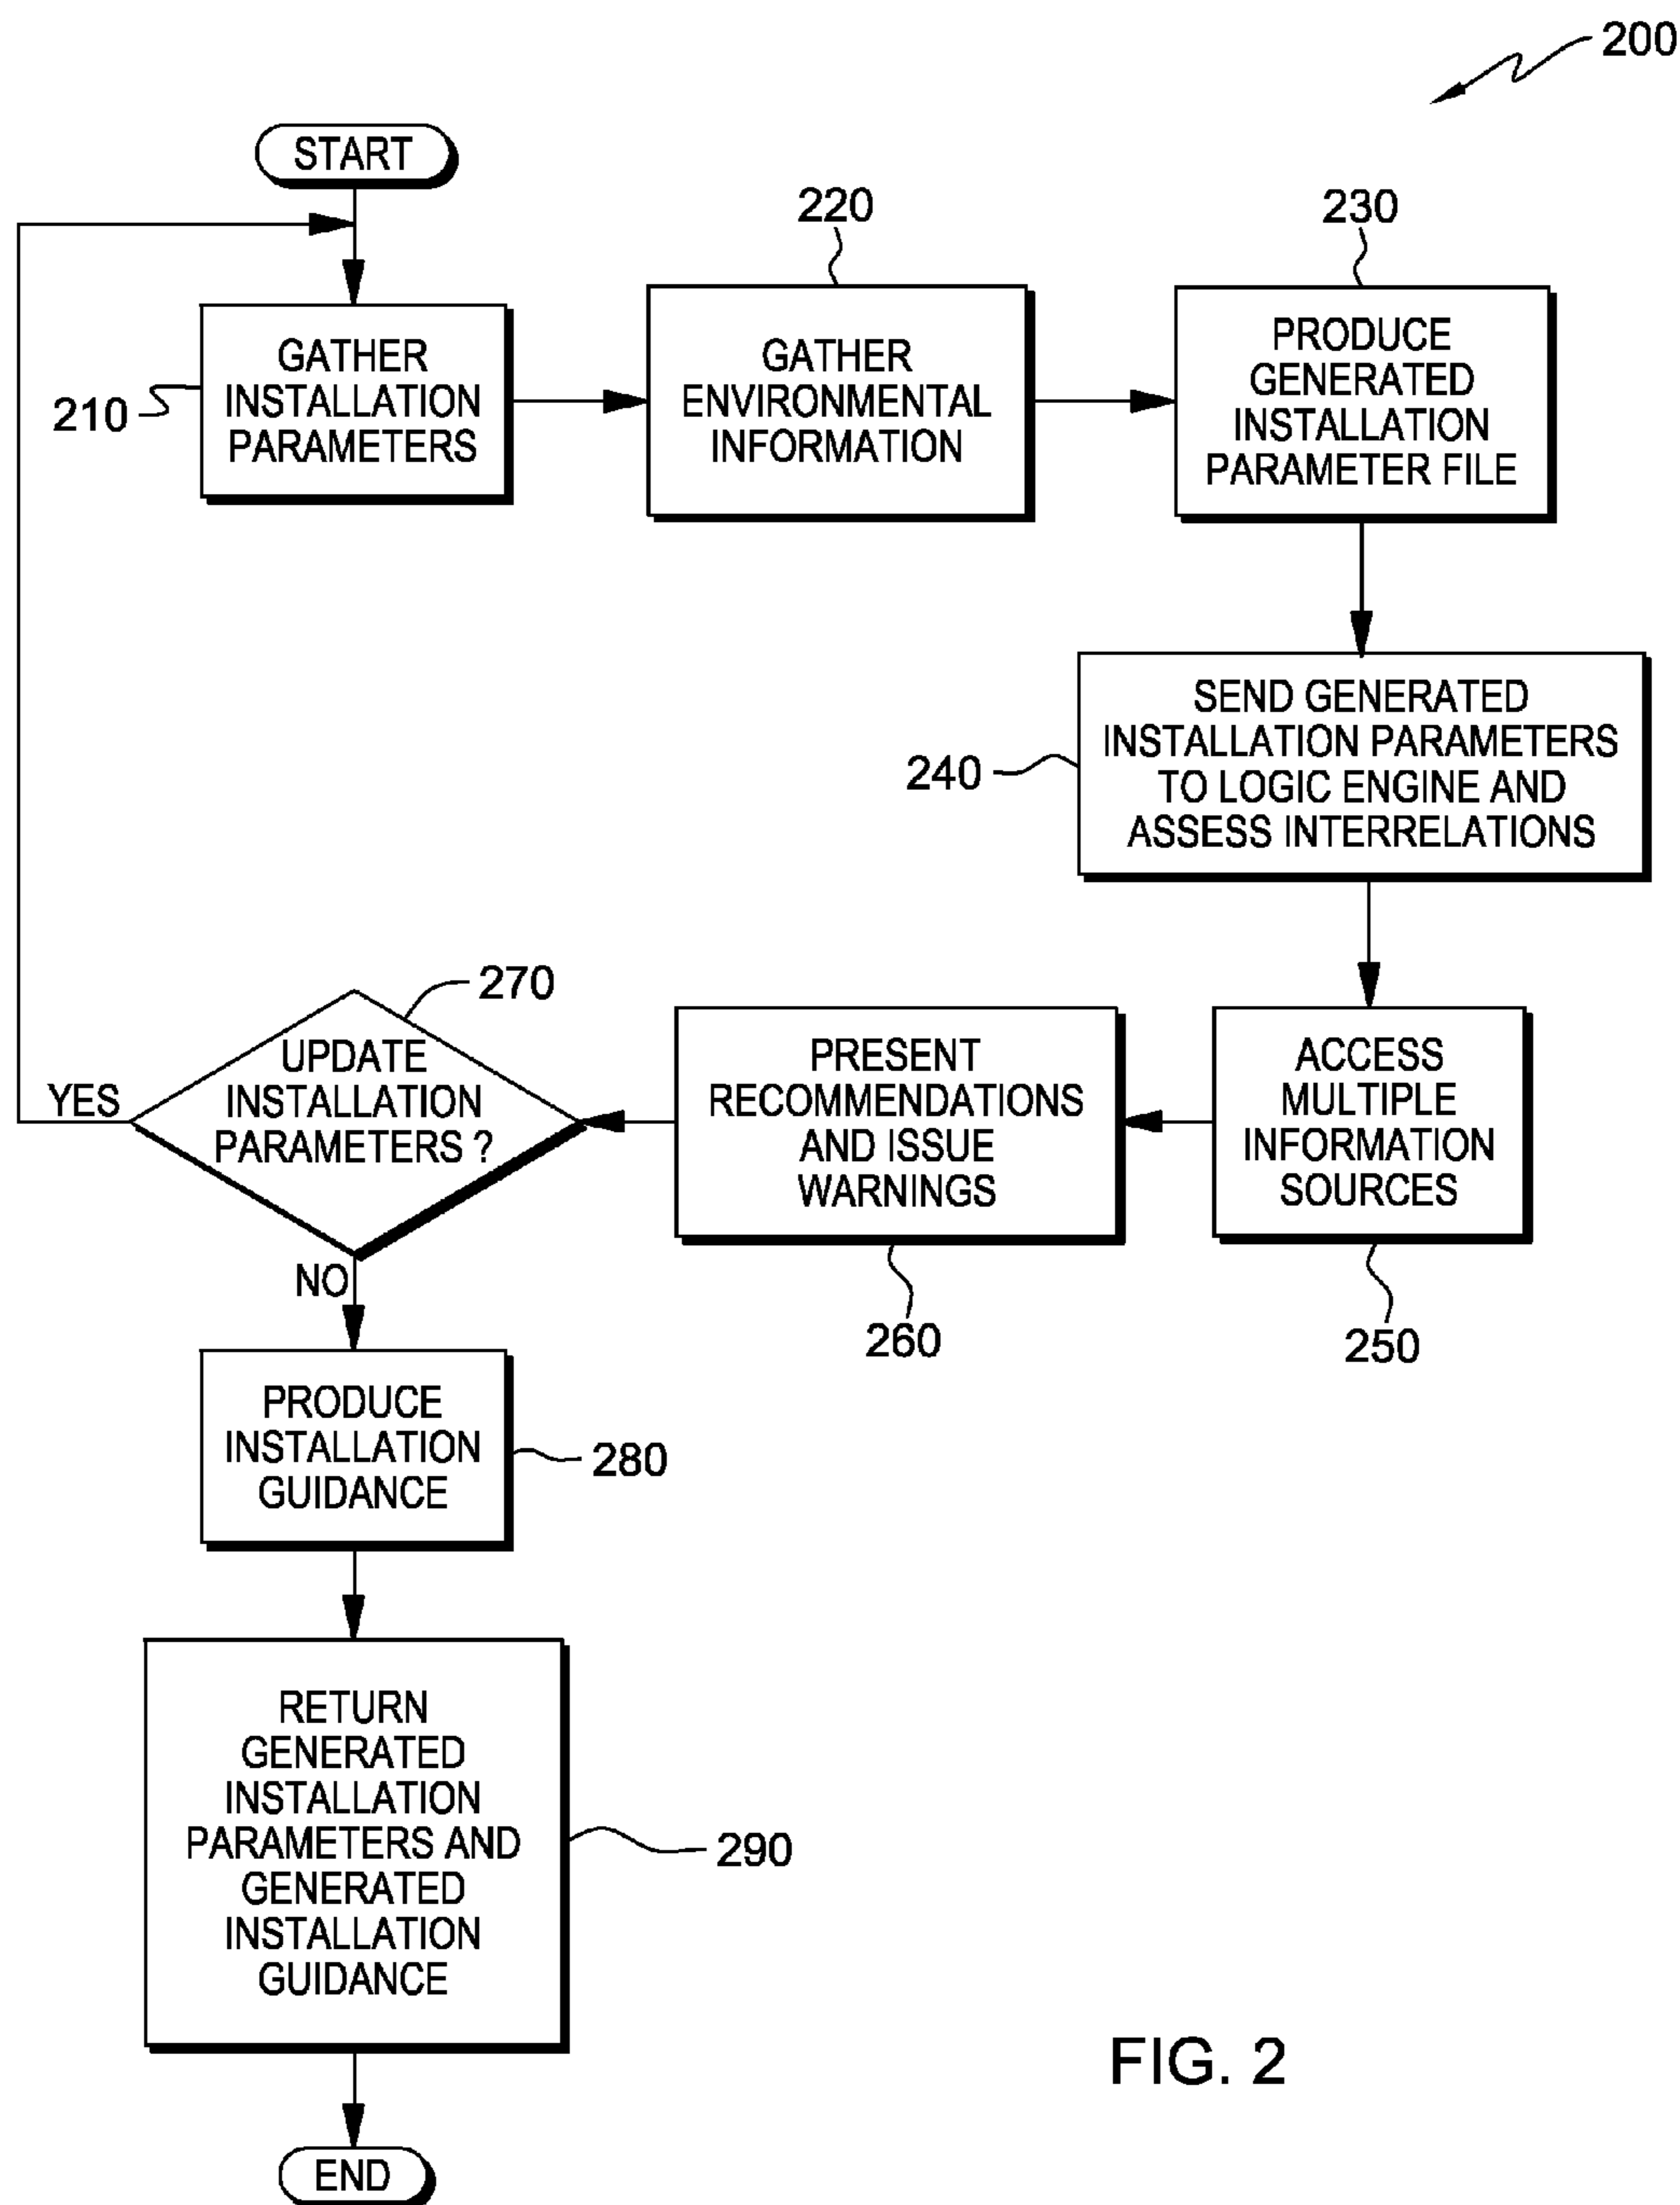 200
START
220
230
GATHER
INSTALLATION
PARAMETERS
210
GATHER
ENVIRONMENTAL
INFORMATION
PRODUCE
GENERATED
INSTALLATION
PARAMETER FILE
SEND GENERATED
INSTALLATION PARAMETERS
TO LOGIC ENGINE AND
ASSESS INTERRELATIONS
240
ACCESS
MULTIPLE
INFORMATION
SOURCES
250
PRESENT
RECOMMENDATIONS
AND ISSUE
WARNINGS
260
270
UPDATE
INSTALLATION
PARAMETERS ?
YES
NO
PRODUCE
INSTALLATION
GUIDANCE
280
RETURN
GENERATED
INSTALLATION
PARAMETERS AND
GENERATED
INSTALLATION
GUIDANCE
290
END
FIG. 2